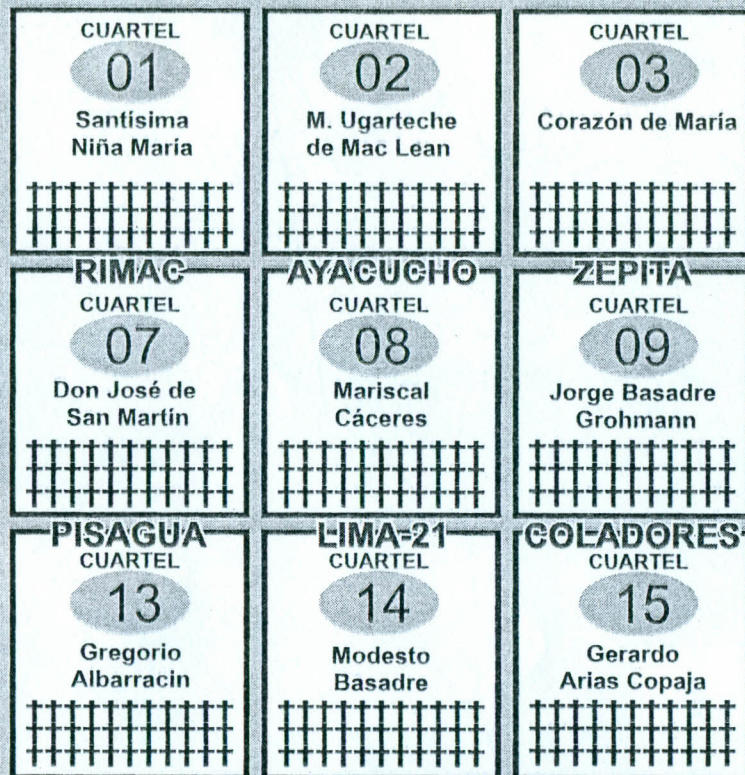 CUARTEL
01
Santisima
Niña María
CUARTEL
02
M. Ugarteche
de Mac Lean
CUARTEL
03
Corazón de María
RIMAC
AYACUCHO
ZEPITA
CUARTEL
07
Don José de
San Martín
CUARTEL
08
Mariscal
Cáceres
CUARTEL
09
Jorge Basadre
Grohmann
PISAGUA
LIMA-21
COLADORES
CUARTEL
13
Gregorio
Albarracin
CUARTEL
14
Modesto
Basadre
CUARTEL
15
Gerardo
Arias Copaja